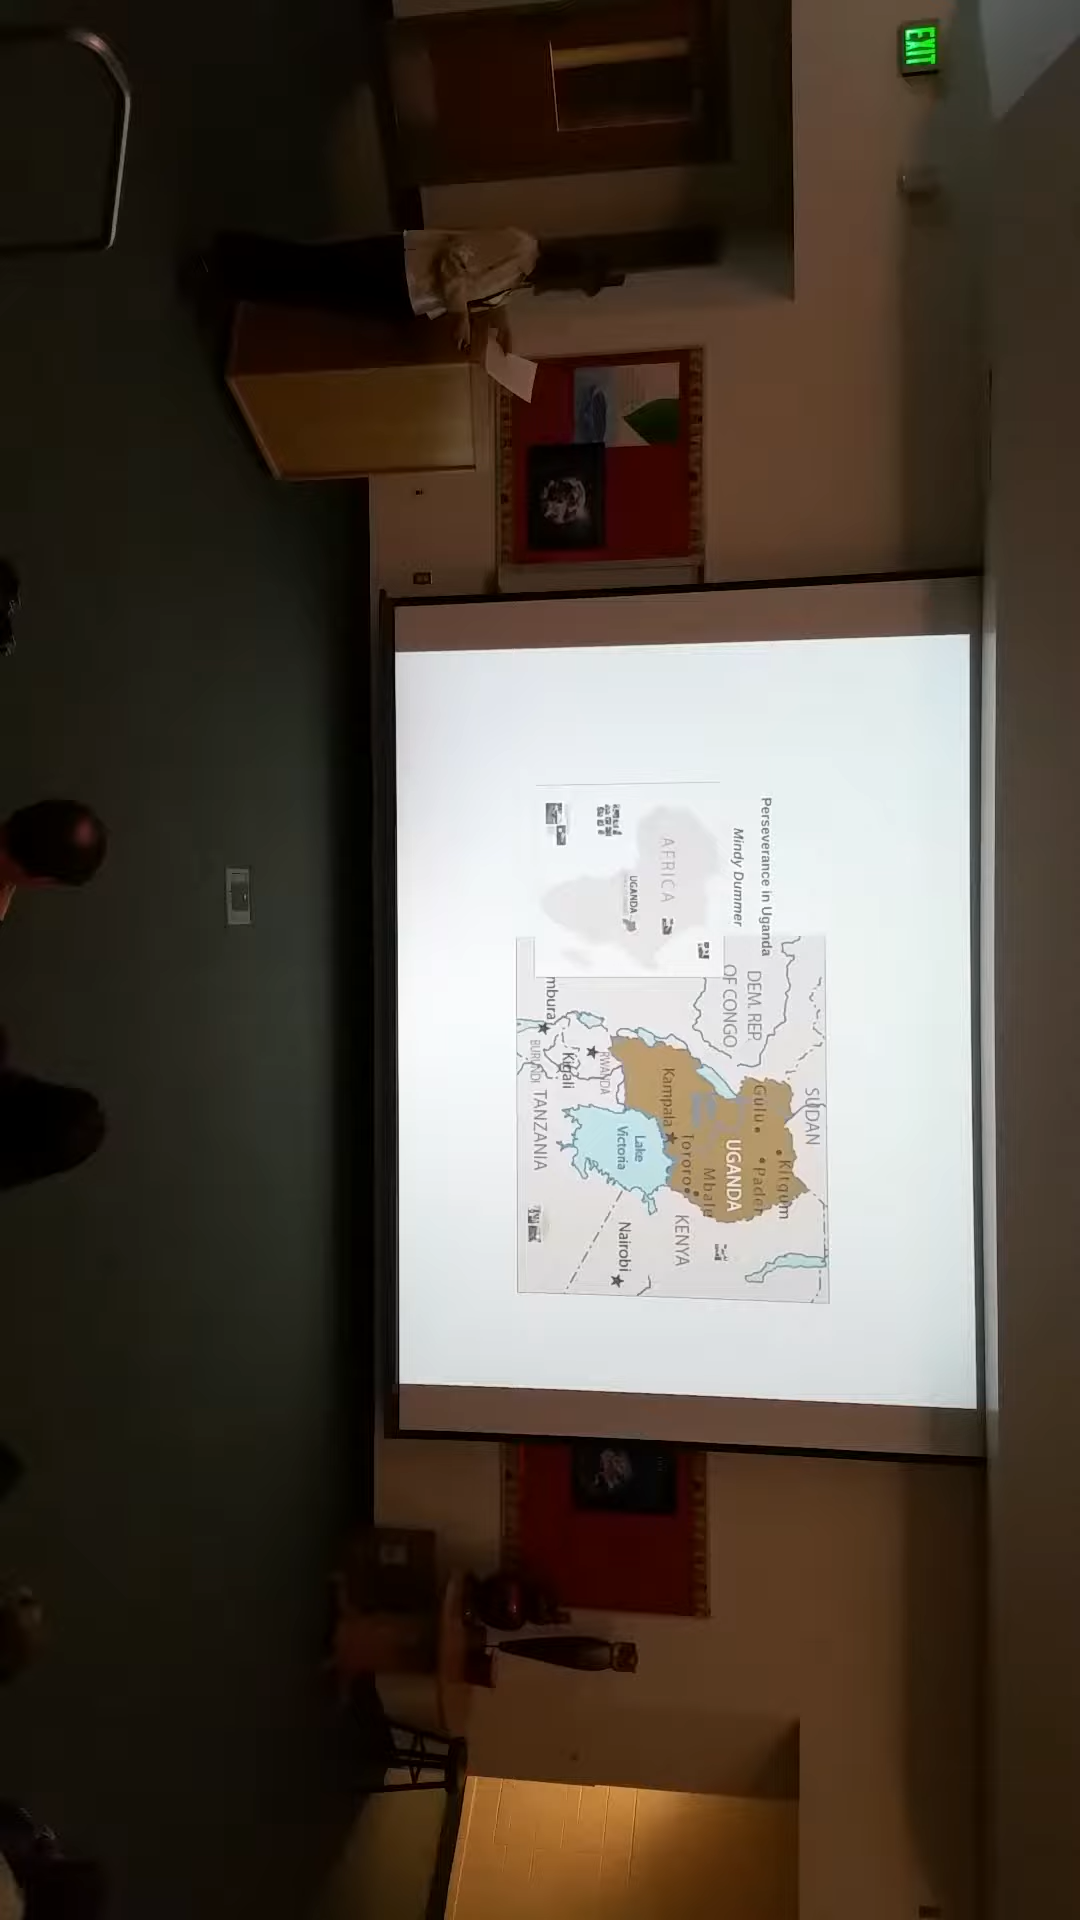 EXIT
Perseverance in Uganda
Mindy Dummer
AFRICA
UGANDA
SUDAN
DEM. REP.
OF CONGO
Kitgum
Gulu
Pader
UGANDA
Mbale
Tororo
Kampala
KENYA
Lake
Victoria
Nairobi
RWANDA
Kigali
mbura
BURUNDI
TANZANIA